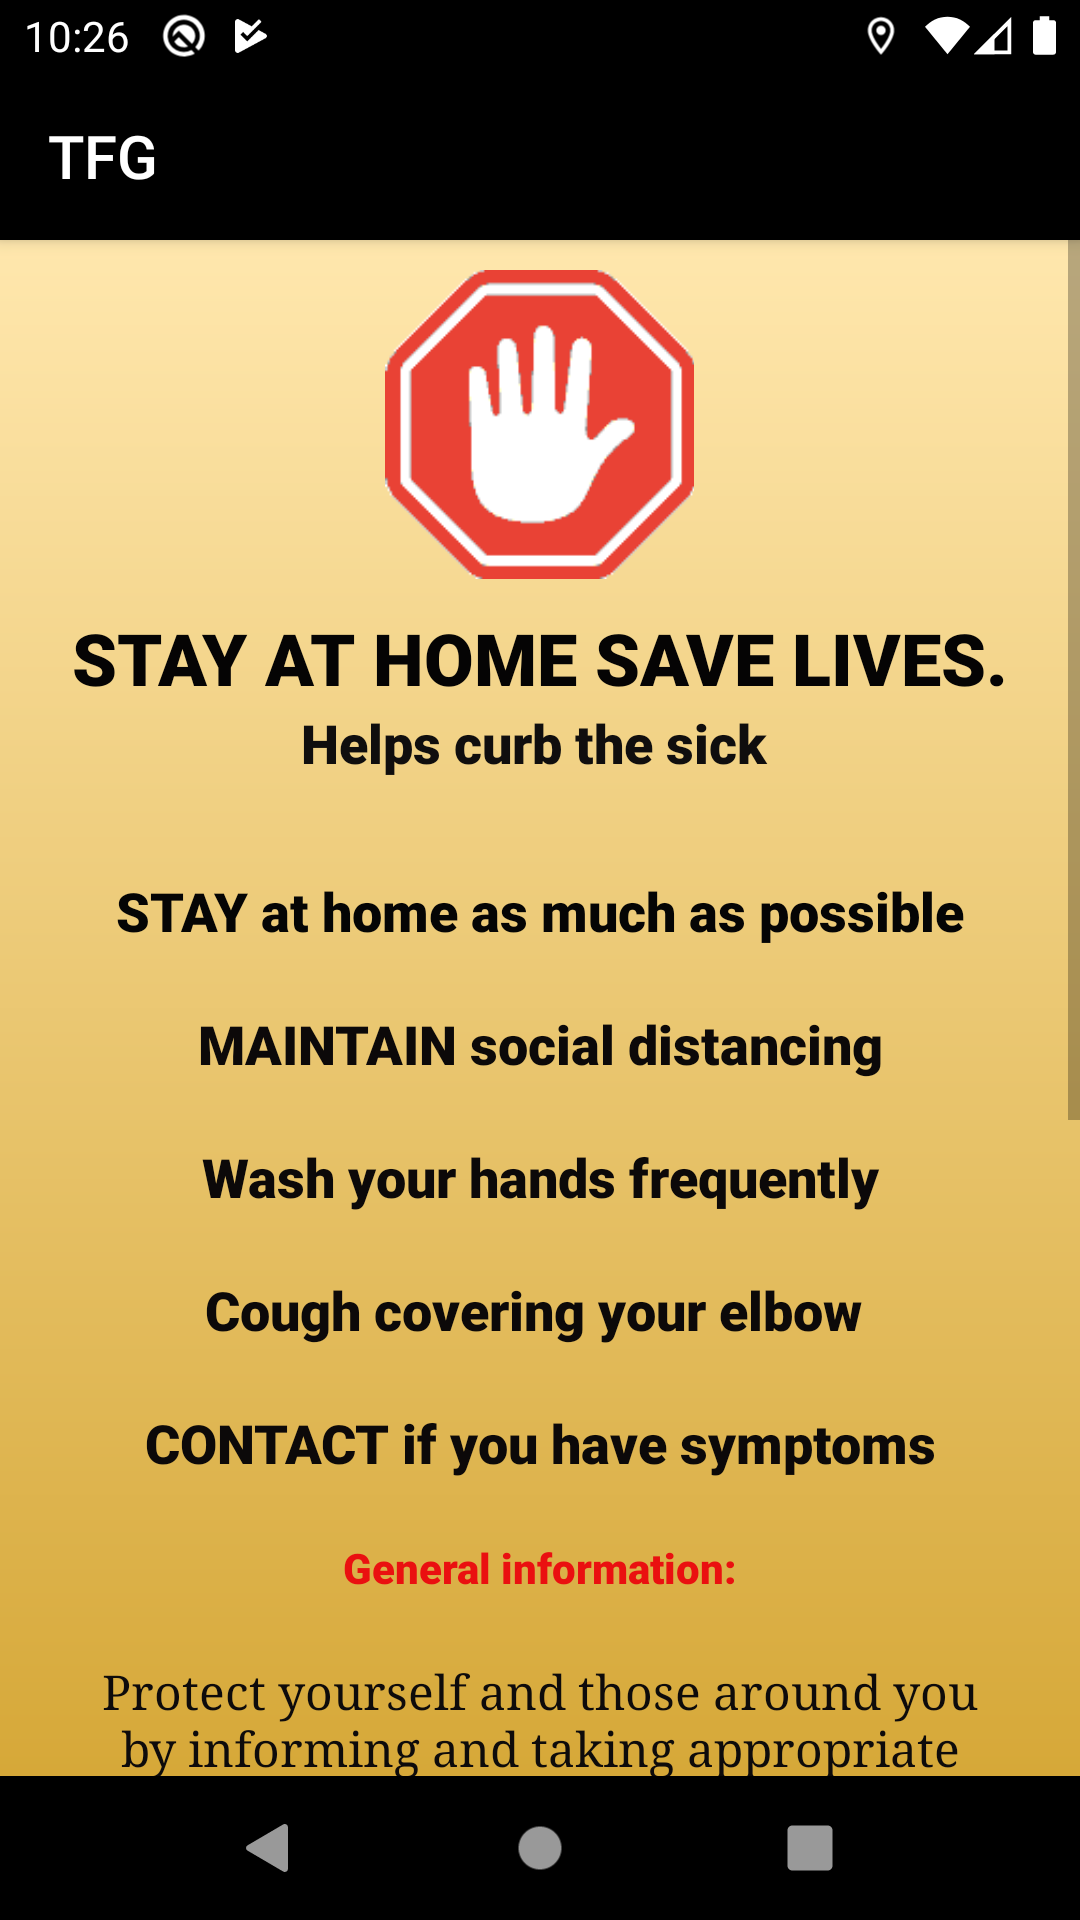 10:26
TFG
STAY AT HOME SAVE LIVES.
Helps curb the sick
STAY at home as much as possible
MAINTAIN social distancing
Wash your hands frequently
Cough covering your elbow
CONTACT if you have symptoms
General information:
Protect yourself and those around you
by informing and taking appropriate